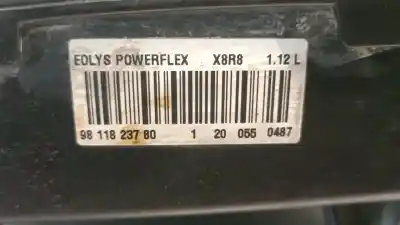 EOLYS POWERFLEX X8R8 1.12 L
98 118 237 80 1 20 055 0487